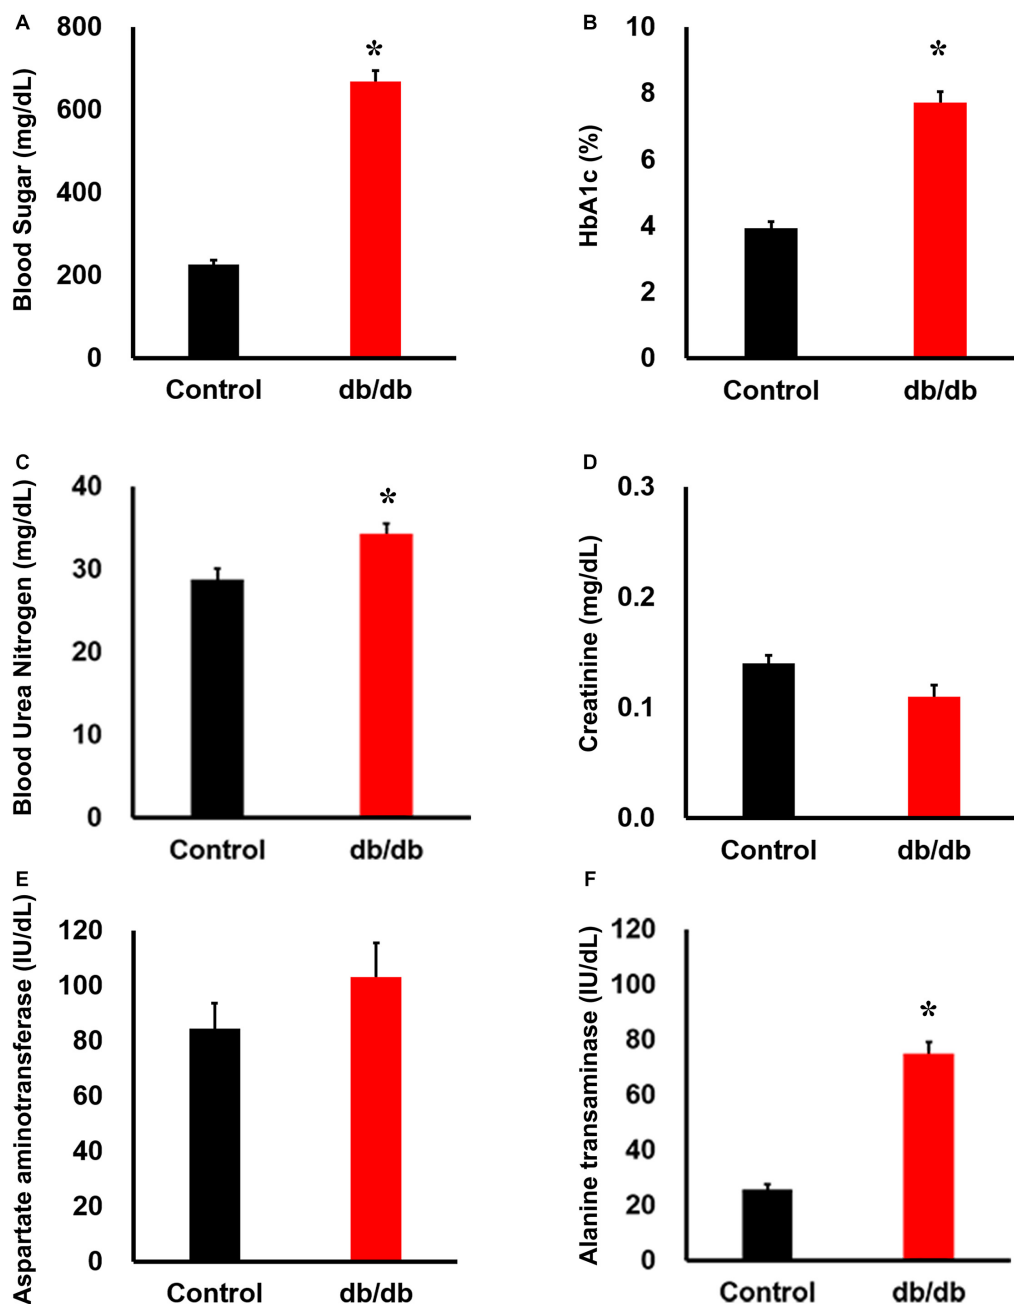 A
Blood Sugar (mg/dL)
800
600
400
200
0
*
Control
db/db
B
HbA1c (%)
10
8
6
4
2
0
*
Control
db/db
C
Blood Urea Nitrogen (mg/dL)
40
30
20
10
0
*
Control
db/db
D
Creatinine (mg/dL)
0.3
0.2
0.1
0.0
Control
db/db
E
Aspartate aminotransferase (IU/dL)
120
100
80
60
40
20
0
Control
db/db
F
Alanine transaminase (IU/dL)
120
100
80
60
40
20
0
*
Control
db/db